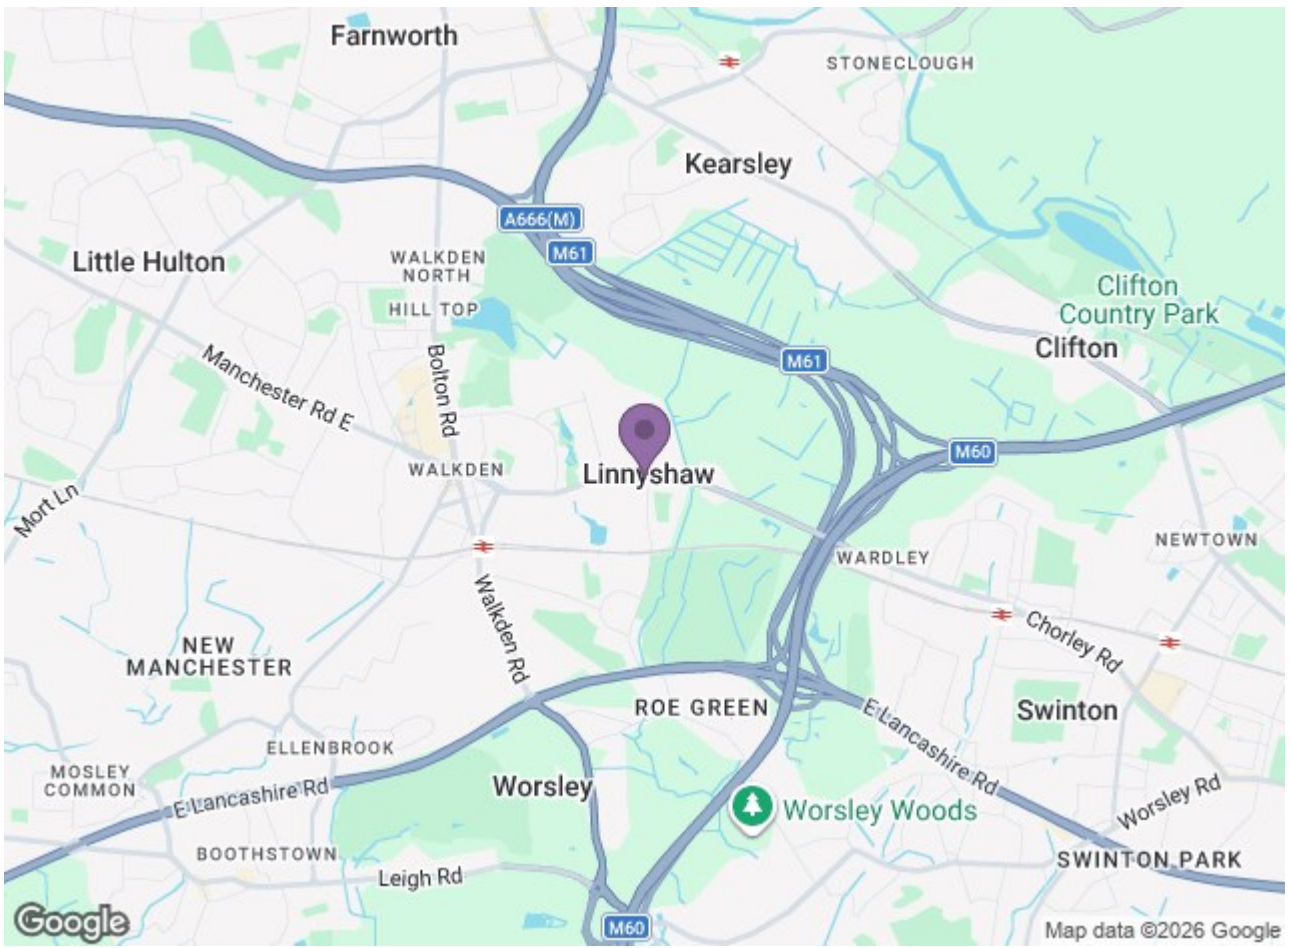 Farnworth
STONECLOUGH
Kearsley
A666(M)
M61
Little Hulton
WALKDEN
NORTH
HILL TOP
Clifton
Country Park
Clifton
M61
Manchester Rd E
Bolton Rd
WALKDEN
Linnyshaw
M60
Mort Ln
WARDLEY
NEWTOWN
Walkden Rd
Chorley Rd
NEW
MANCHESTER
ROE GREEN
Swinton
E Lancashire Rd
ELLENBROOK
MOSLEY
COMMON
E Lancashire Rd
Worsley
Worsley Woods
Worsley Rd
BOOTHSTOWN
Leigh Rd
SWINTON PARK
M60
Google
Map data ©2026 Google